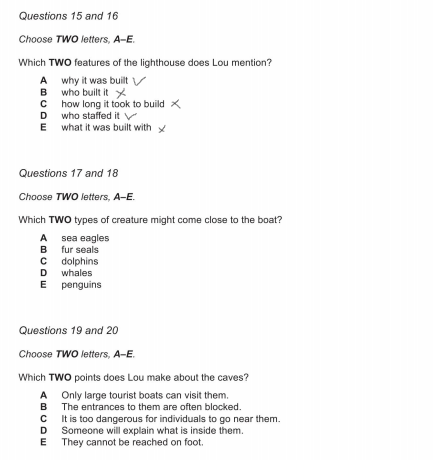 Questions 15 and 16
Choose TWO letters, A–E.
Which TWO features of the lighthouse does Lou mention?
A why it was built ✓
B who built it ✗
C how long it took to build ✗
D who staffed it ✓
E what it was built with ✗
Questions 17 and 18
Choose TWO letters, A–E.
Which TWO types of creature might come close to the boat?
A sea eagles
B fur seals
C dolphins
D whales
E penguins
Questions 19 and 20
Choose TWO letters, A–E.
Which TWO points does Lou make about the caves?
A Only large tourist boats can visit them.
B The entrances to them are often blocked.
C It is too dangerous for individuals to go near them.
D Someone will explain what is inside them.
E They cannot be reached on foot.